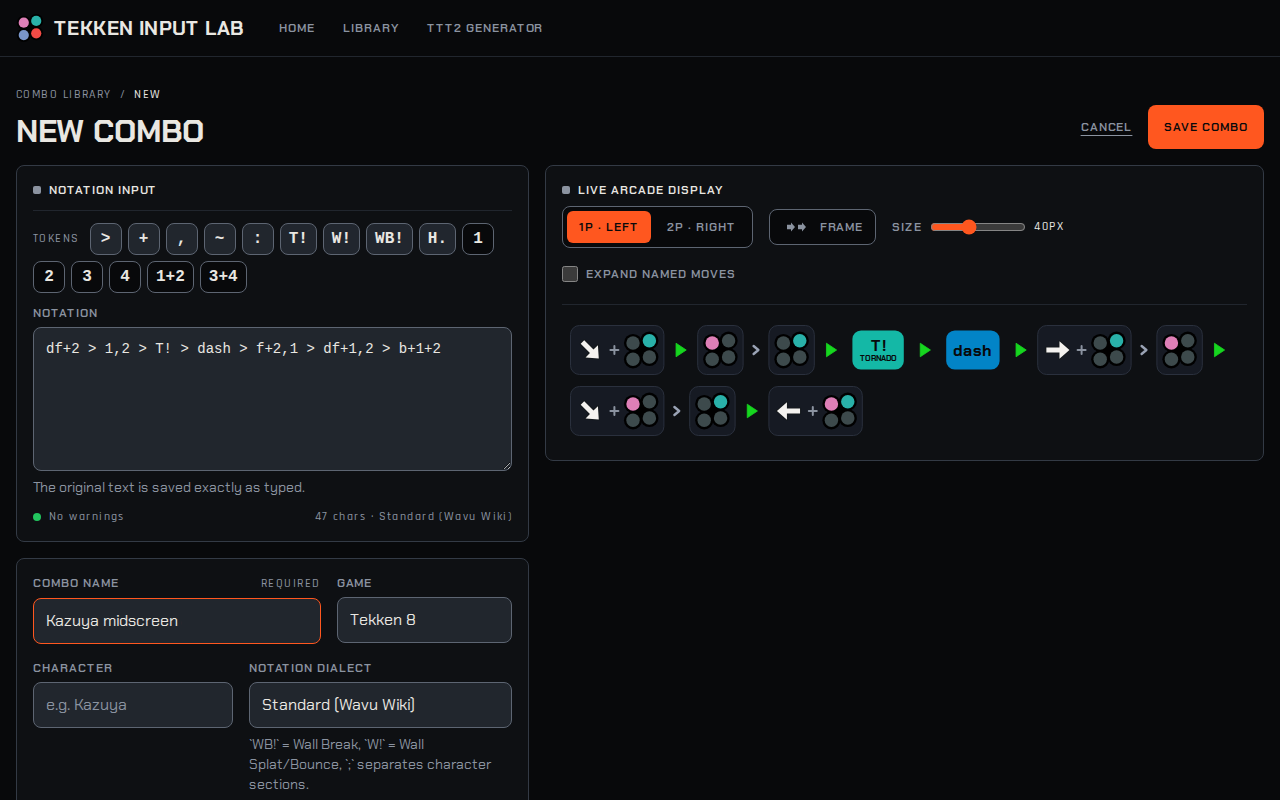 TEKKEN INPUT LAB
HOME
LIBRARY
TTT2 GENERATOR
COMBO LIBRARY / NEW
NEW COMBO
CANCEL
SAVE COMBO
NOTATION INPUT
TOKENS > + , ~ : T! W! WB! H. 1
2 3 4 1+2 3+4
NOTATION
df+2 > 1,2 > T! > dash > f+2,1 > df+1,2 > b+1+2
The original text is saved exactly as typed.
No warnings
47 chars · Standard (Wavu Wiki)
COMBO NAME
REQUIRED
Kazuya midscreen
GAME
Tekken 8
CHARACTER
e.g. Kazuya
NOTATION DIALECT
Standard (Wavu Wiki)
`WB!` = Wall Break, `W!` = Wall
Splat/Bounce, `;` separates character
sections.
LIVE ARCADE DISPLAY
1P · LEFT
2P · RIGHT
FRAME
SIZE
40PX
EXPAND NAMED MOVES
T!
TORNADO
dash